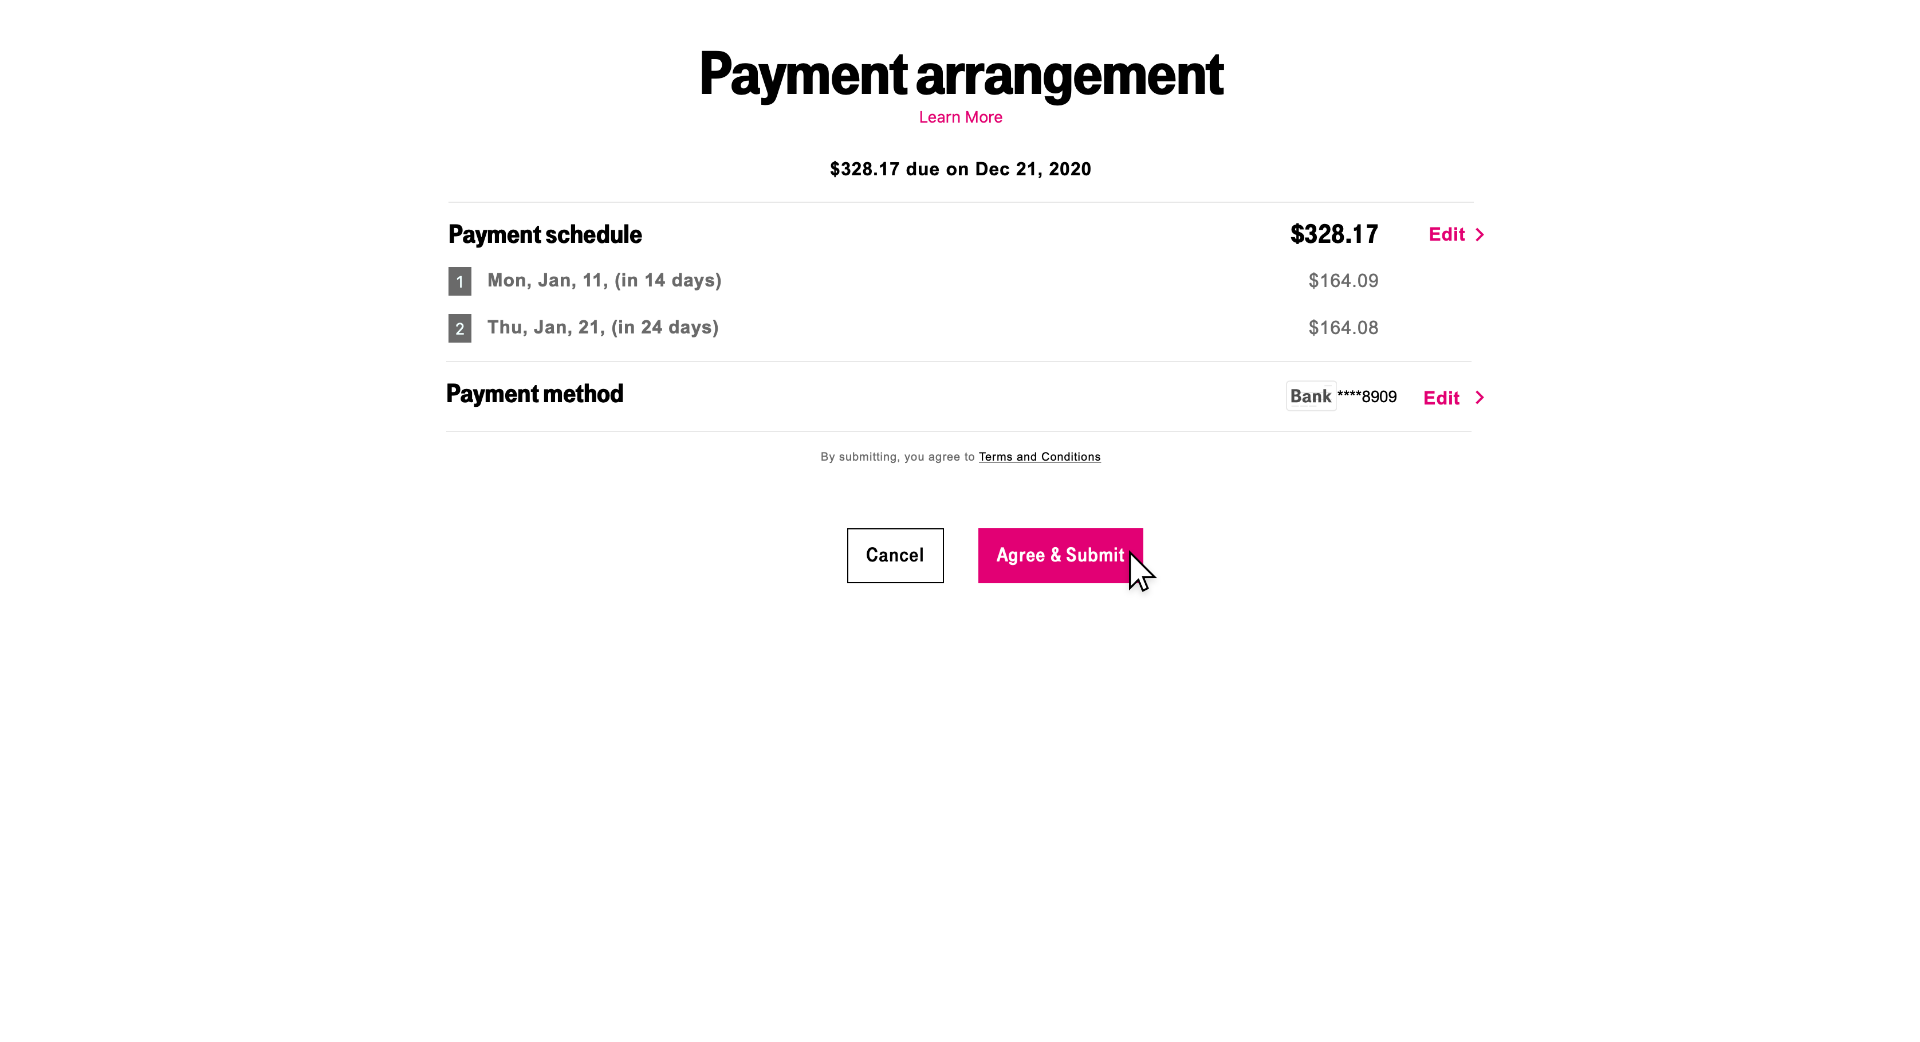 Payment arrangement
Learn More
$328.17 due on Dec 21, 2020
Payment schedule $328.17 Edit
1 Mon, Jan, 11, (in 14 days) $164.09
2 Thu, Jan, 21, (in 24 days) $164.08
Payment method Bank ****8909 Edit
By submitting, you agree to Terms and Conditions
Cancel Agree & Submit